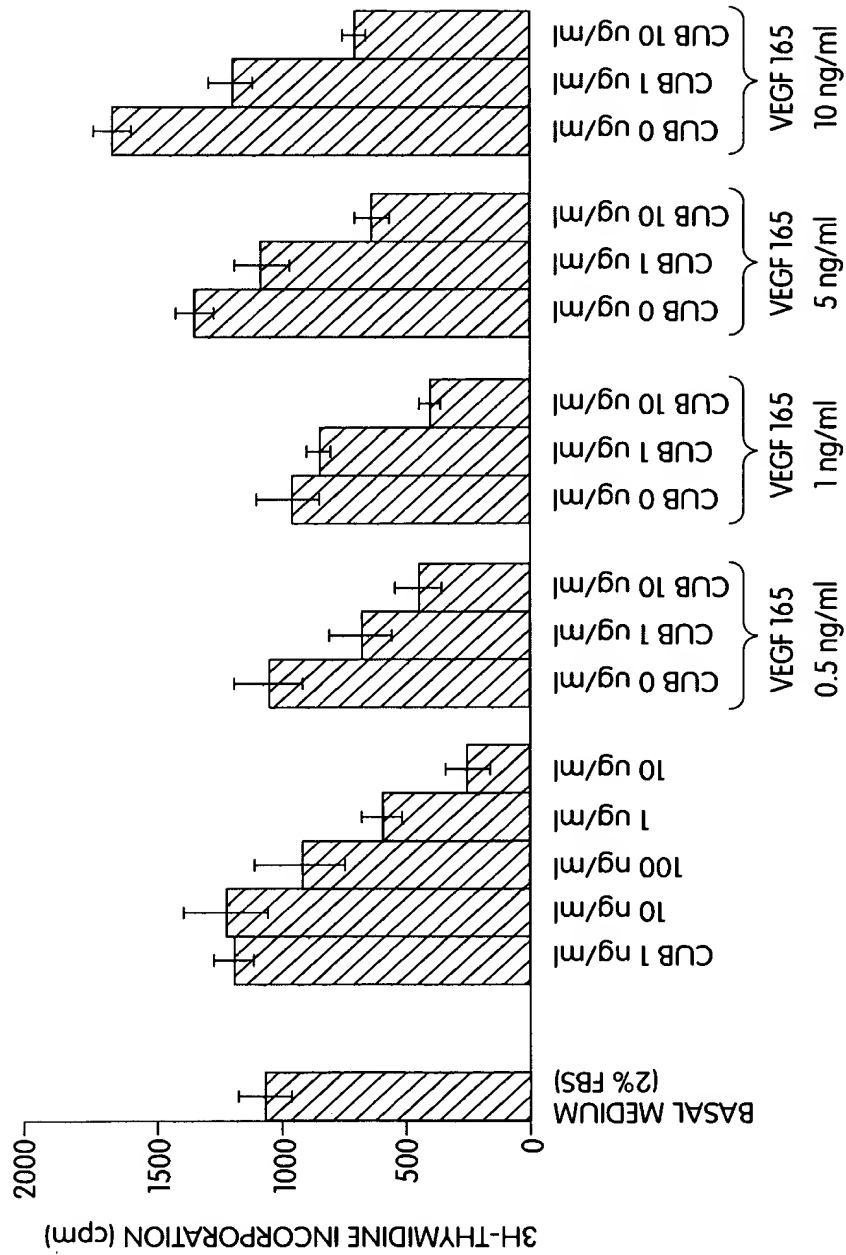 3H-THYMIDINE INCORPORATION (cpm)
2000
1500
1000
500
0
BASAL MEDIUM
(2% FBS)
CUB 1 ng/ml
10 ng/ml
100 ng/ml
1 ug/ml
10 ug/ml
CUB 0 ug/ml
CUB 1 ug/ml
CUB 10 ug/ml
VEGF 165
0.5 ng/ml
CUB 0 ug/ml
CUB 1 ug/ml
CUB 10 ug/ml
VEGF 165
1 ng/ml
CUB 0 ug/ml
CUB 1 ug/ml
CUB 10 ug/ml
VEGF 165
5 ng/ml
CUB 0 ug/ml
CUB 1 ug/ml
CUB 10 ug/ml
VEGF 165
10 ng/ml